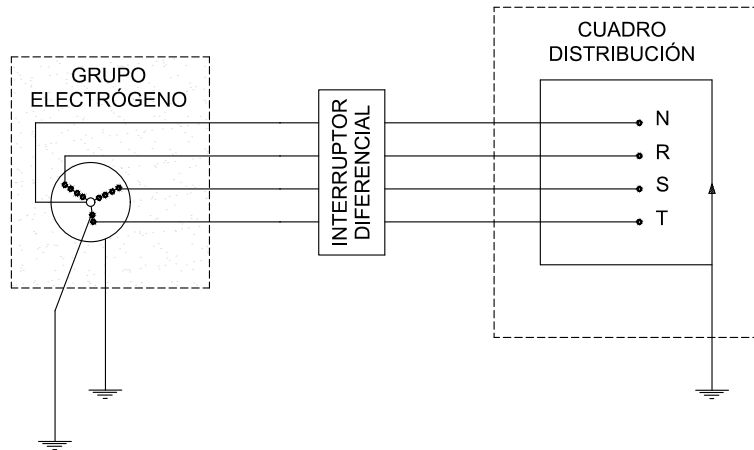 GRUPO
ELECTRÓGENO
INTERRUPTOR
DIFERENCIAL
CUADRO
DISTRIBUCIÓN
N
R
S
T